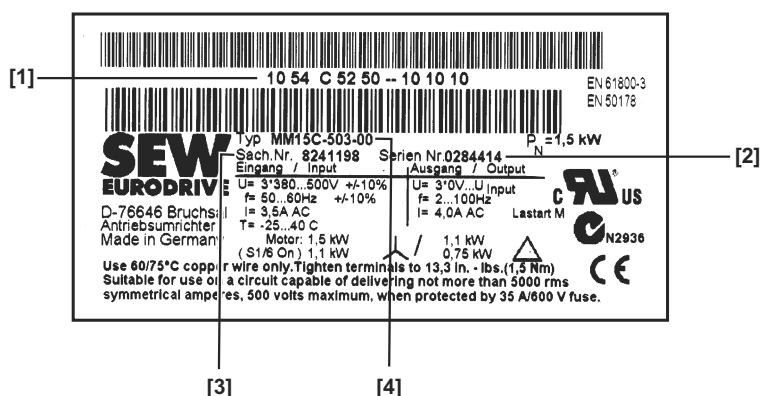 [1]
10 54 C 52 50 -- 10 10 10
EN 61800-3
EN 50178
Typ MM15C-503-00
P N =1,5 kW
[2]
SEW
EURODRIVE
Sach.Nr. 8241198 Serien Nr.0284414
Eingang / Input Ausgang / Output
U= 3*380...500V +/-10% U= 3*0V...U Input
f= 50...60Hz +/-10% f= 2...100Hz
I= 3,5A AC I= 4,0A AC Lastart M
T= -25...40 C
C RU US
D-76646 Bruchsal
Antriebsumrichter
Made in Germany
Motor: 1,5 kW / 1,1 kW
( S1/6 On ) 1,1 kW 0,75 kW
N2936
CE
Use 60/75°C copper wire only.Tighten terminals to 13,3 in. - lbs.(1,5 Nm)
Suitable for use on a circuit capable of delivering not more than 5000 rms
symmetrical amperes, 500 volts maximum, when protected by 35 A/600 V fuse.
[3] [4]